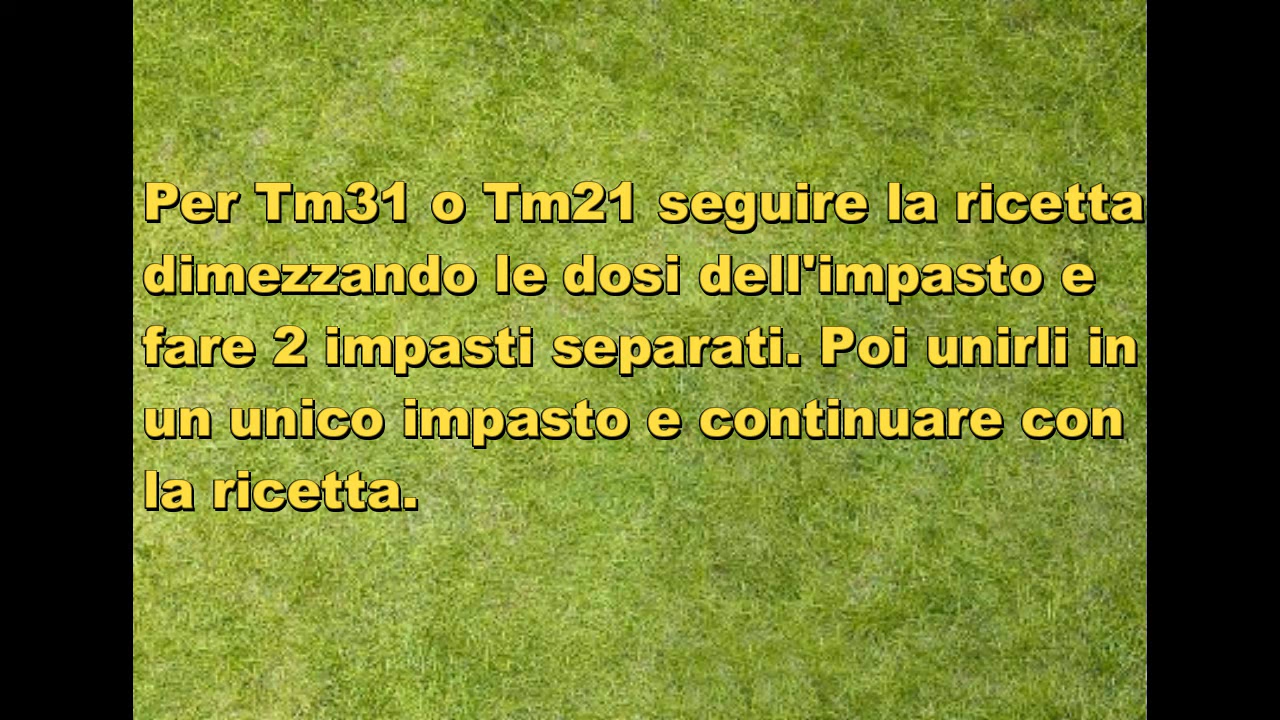 Per Tm31 o Tm21 seguire la ricetta
dimezzando le dosi dell'impasto e
fare 2 impasti separati. Poi unirli in
un unico impasto e continuare con
la ricetta.